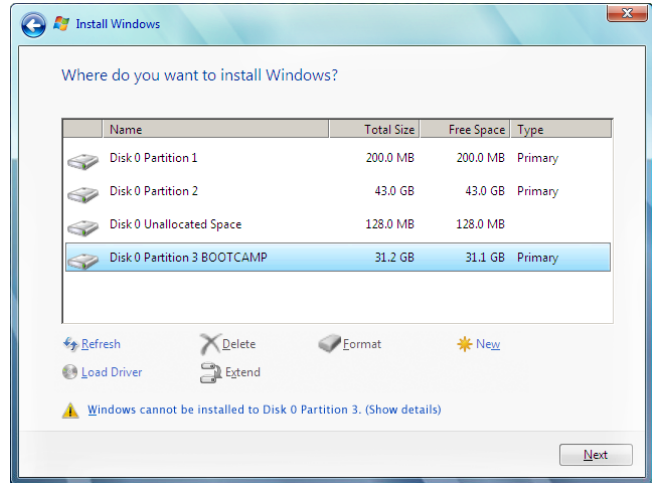 Install Windows
Where do you want to install Windows?
Name Total Size Free Space Type
Disk 0 Partition 1 200.0 MB 200.0 MB Primary
Disk 0 Partition 2 43.0 GB 43.0 GB Primary
Disk 0 Unallocated Space 128.0 MB 128.0 MB
Disk 0 Partition 3 BOOTCAMP 31.2 GB 31.1 GB Primary
Refresh Delete Format New
Load Driver Extend
Windows cannot be installed to Disk 0 Partition 3. (Show details)
Next